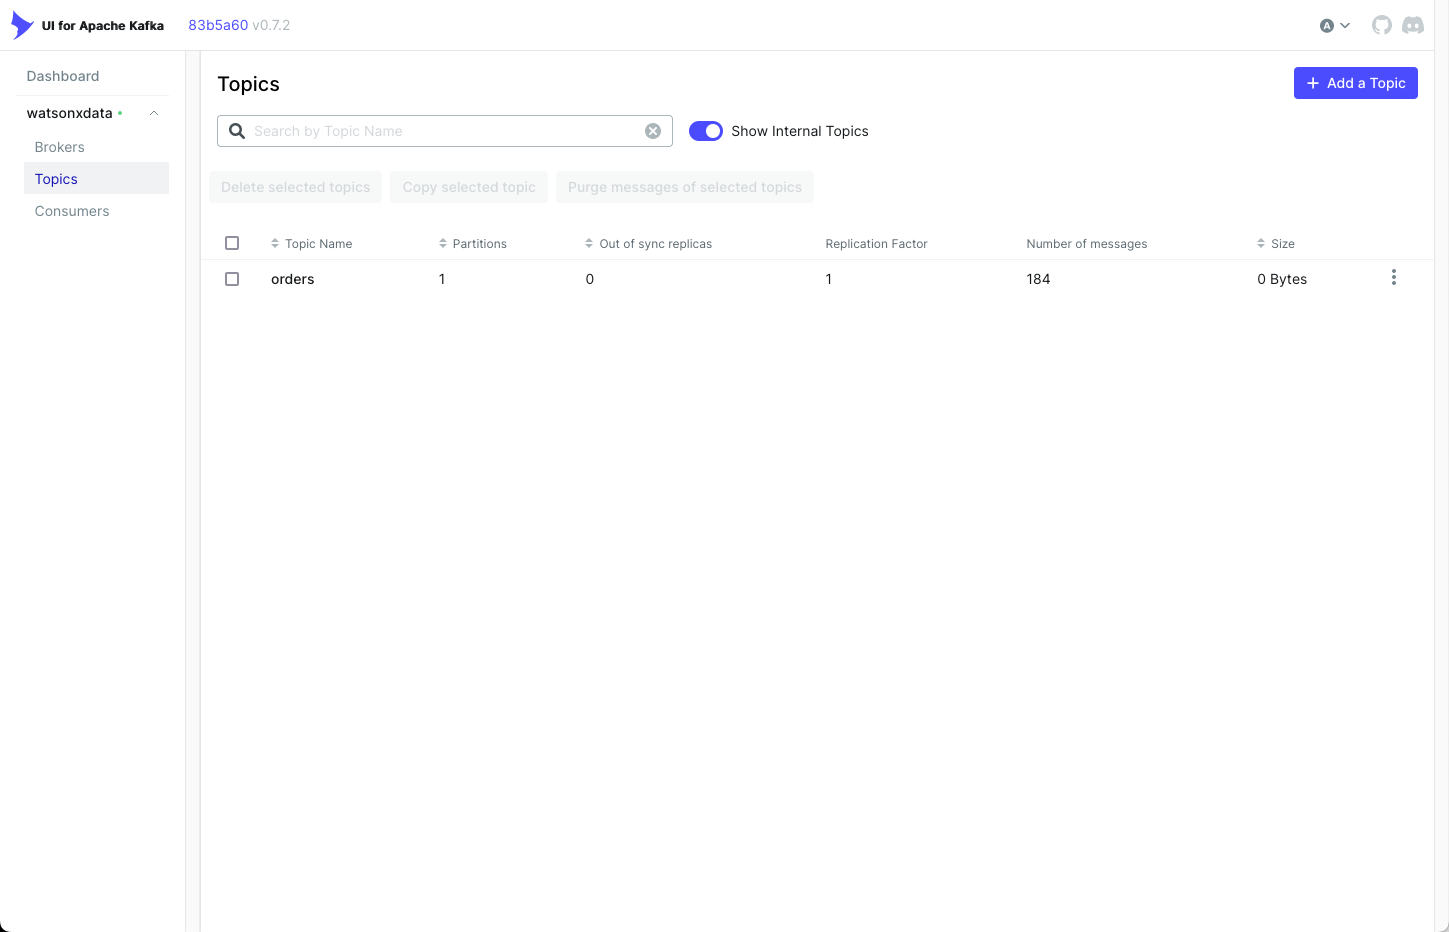 UI for Apache Kafka 83b5a60 v0.7.2 A
Dashboard
watsonxdata
Brokers
Topics
Consumers
Topics
Add a Topic
Search by Topic Name
Show Internal Topics
Delete selected topics Copy selected topic Purge messages of selected topics
Topic Name Partitions Out of sync replicas Replication Factor Number of messages Size
orders 1 0 1 184 0 Bytes